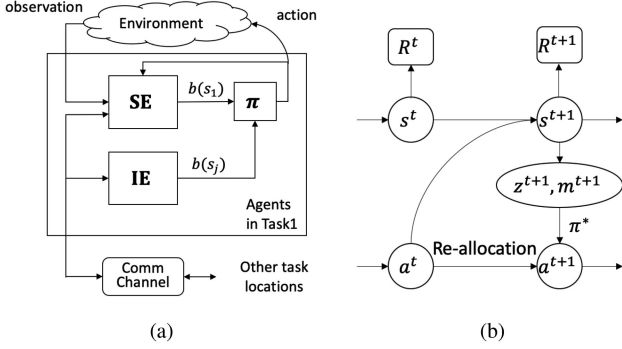 observation
Environment
action
SE
b(s₁)
π
IE
b(sⱼ)
Agents
in Task1
Comm
Channel
Other task
locations
(a)
Rᵗ
Rᵗ⁺¹
sᵗ
sᵗ⁺¹
zᵗ⁺¹, mᵗ⁺¹
π*
Re-allocation
aᵗ
aᵗ⁺¹
(b)